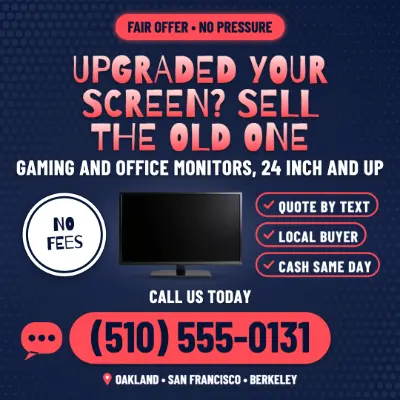 FAIR OFFER • NO PRESSURE
UPGRADED YOUR
SCREEN? SELL
THE OLD ONE
GAMING AND OFFICE MONITORS, 24 INCH AND UP
NO
FEES
QUOTE BY TEXT
LOCAL BUYER
CASH SAME DAY
CALL US TODAY
(510) 555-0131
OAKLAND • SAN FRANCISCO • BERKELEY